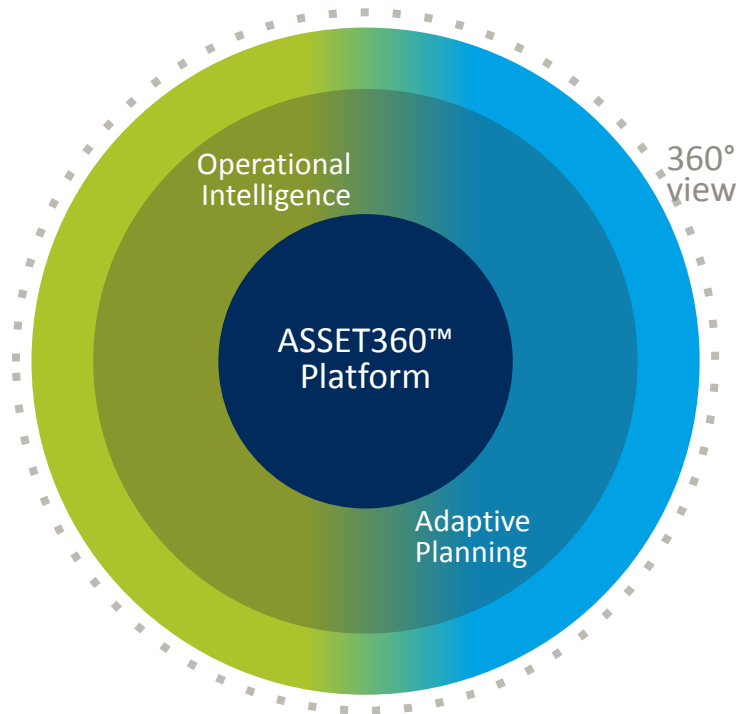 Operational
Intelligence
360°
view
ASSET360™
Platform
Adaptive
Planning